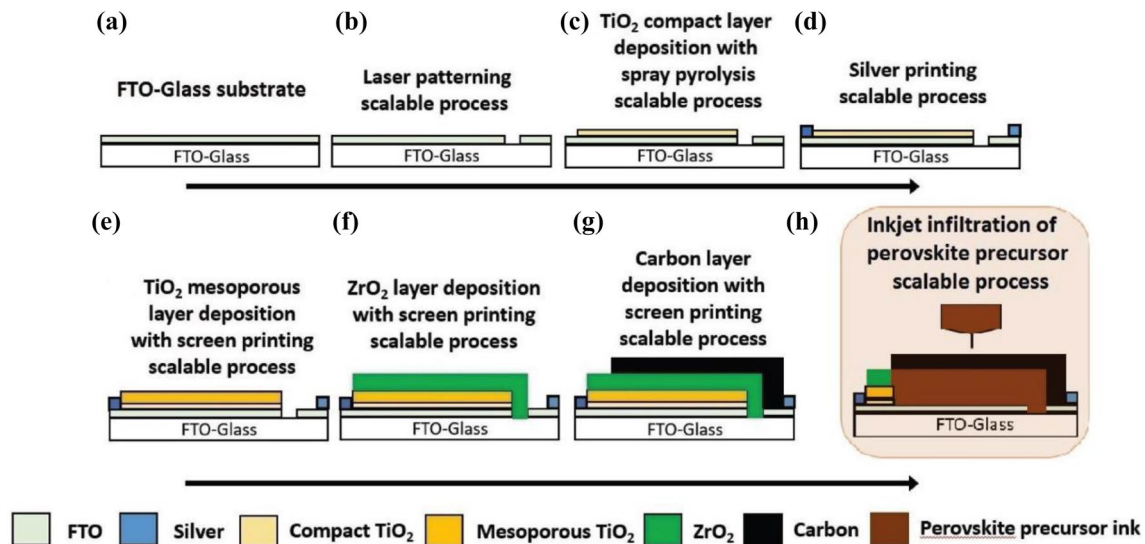 (a)
FTO-Glass substrate
FTO-Glass
(b)
Laser patterning
scalable process
FTO-Glass
(c)
TiO₂ compact layer
deposition with
spray pyrolysis
scalable process
FTO-Glass
(d)
Silver printing
scalable process
FTO-Glass
(e)
TiO₂ mesoporous
layer deposition
with screen printing
scalable process
FTO-Glass
(f)
ZrO₂ layer deposition
with screen printing
scalable process
FTO-Glass
(g)
Carbon layer
deposition with
screen printing
scalable process
FTO-Glass
(h)
Inkjet infiltration of
perovskite precursor
scalable process
FTO-Glass
FTO Silver Compact TiO₂ Mesoporous TiO₂ ZrO₂ Carbon Perovskite precursor ink